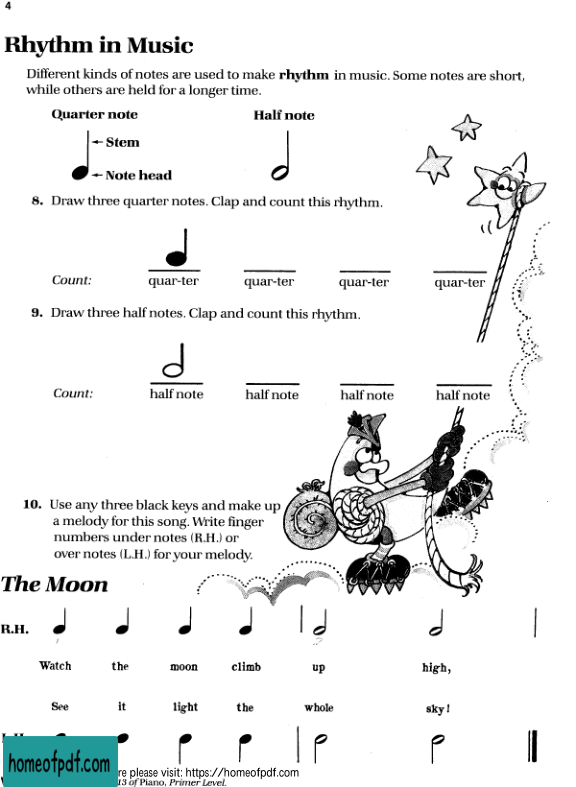 4
Rhythm in Music
Different kinds of notes are used to make rhythm in music. Some notes are short,
while others are held for a longer time.
Quarter note Half note
Stem
Note head
8. Draw three quarter notes. Clap and count this rhythm.
Count: quar-ter quar-ter quar-ter quar-ter
9. Draw three half notes. Clap and count this rhythm.
Count: half note half note half note half note
10. Use any three black keys and make up
a melody for this song. Write finger
numbers under notes (R.H.) or
over notes (L.H.) for your melody.
The Moon
R.H.
Watch the moon climb up high,
See it light the whole sky!
homeofpdf.com
please visit: https://homeofpdf.com
13 of Piano, Primer Level.